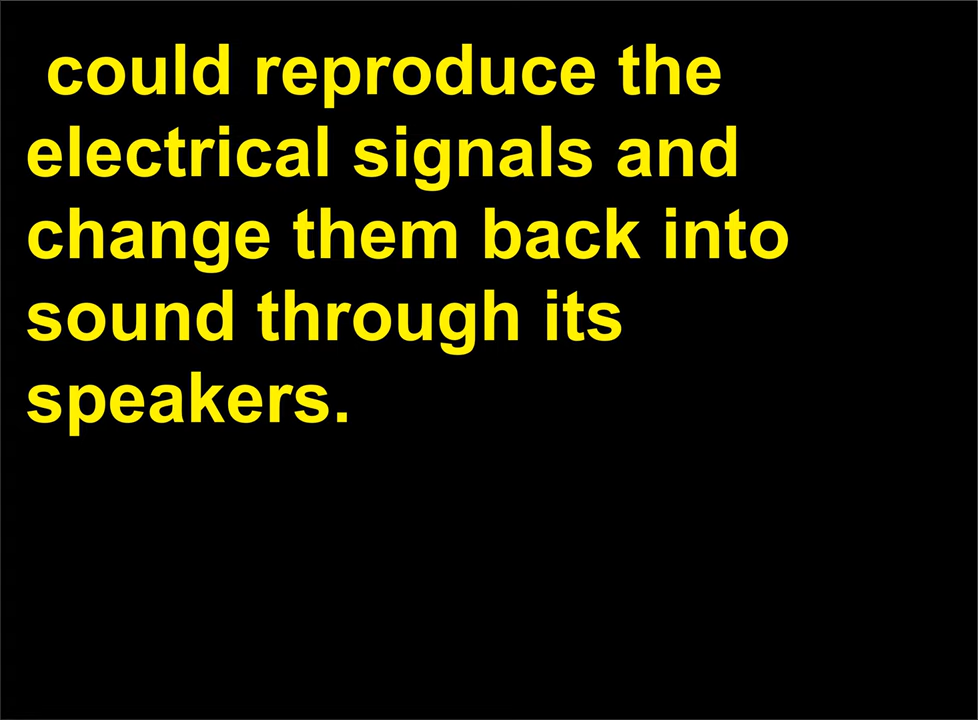 could reproduce the
electrical signals and
change them back into
sound through its
speakers.